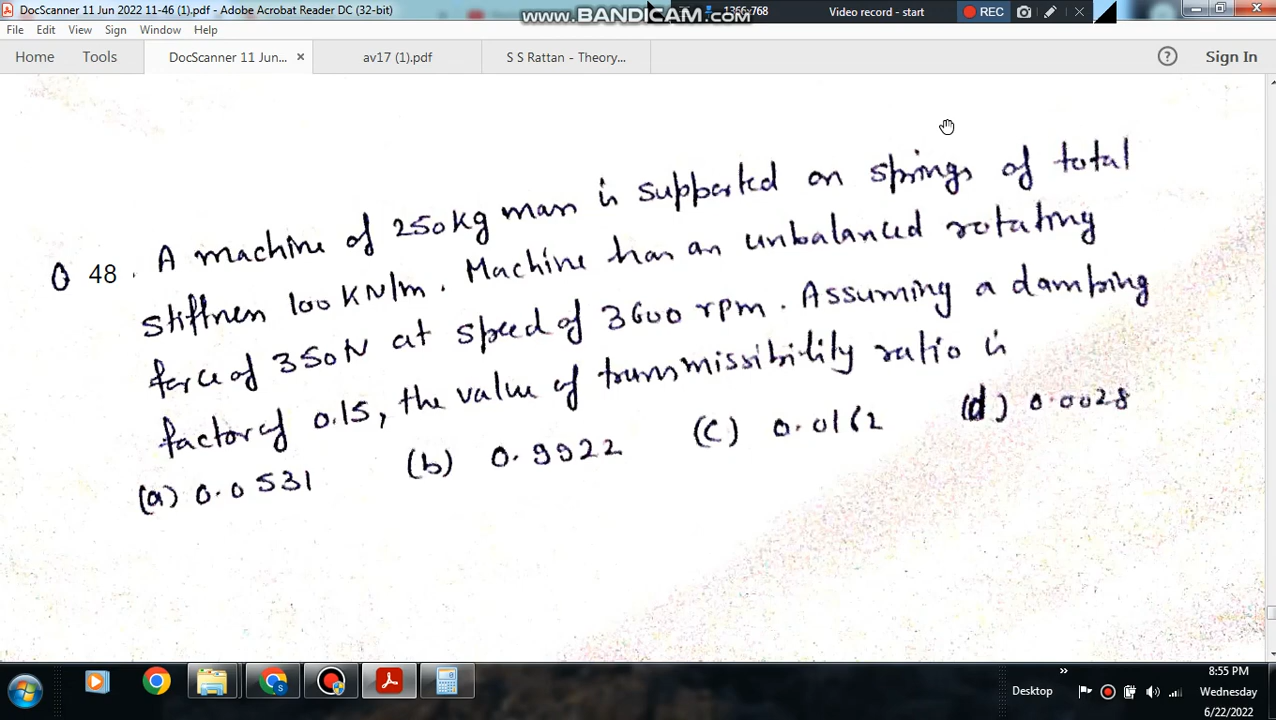 DocScanner 11 Jun 2022 11-46 (1).pdf - Adobe Acrobat Reader DC (32-bit)
www.BANDICAM.com
1366x768
Video record - start
REC
File Edit View Sign Window Help
Home Tools DocScanner 11 Jun... × av17 (1).pdf S S Rattan - Theory... ? Sign In
Q 48. A machine of 250kg mass is supported on springs of total
stiffness 100 KN/m. Machine has an unbalanced rotating
force of 350N at speed of 3600 rpm. Assuming a damping
factor of 0.15, the value of transmissibility ratio is
(a) 0.0531 (b) 0.9922 (c) 0.0162 (d) 0.0028
8:55 PM
Desktop » Wednesday
6/22/2022